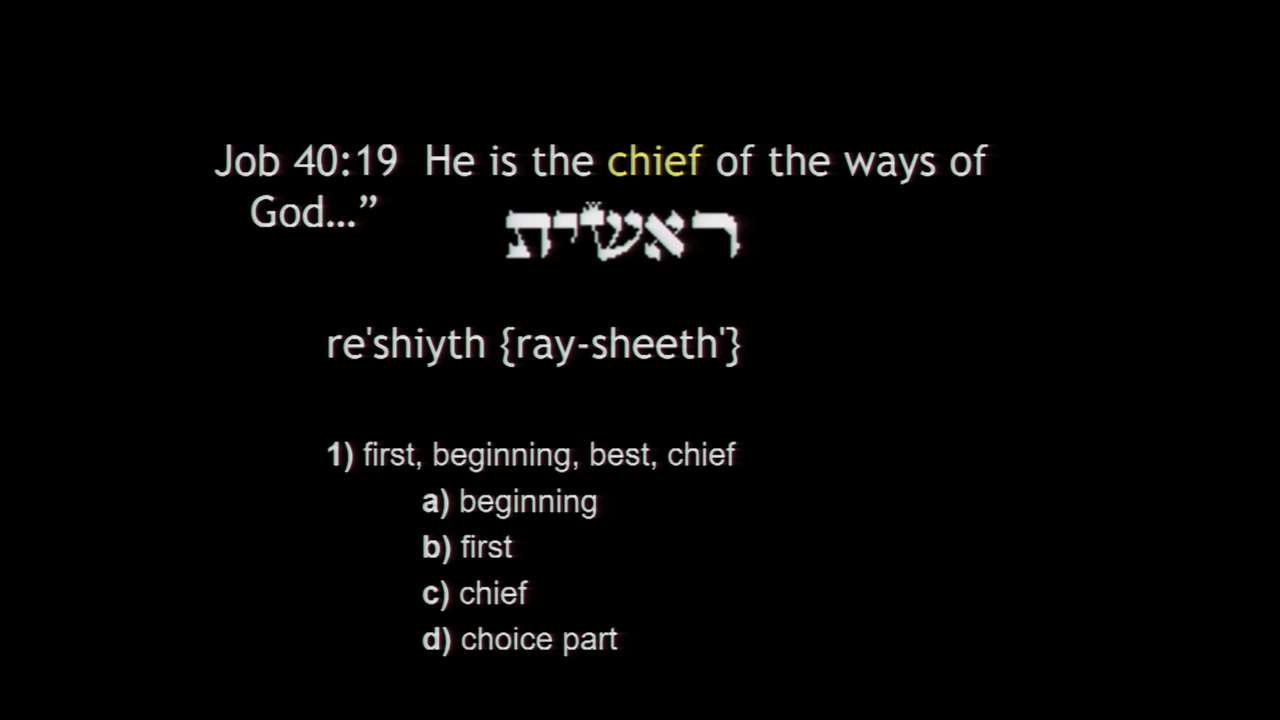 Job 40:19 He is the chief of the ways of
God…”
ראשית
re'shiyth {ray-sheeth'}
1) first, beginning, best, chief
a) beginning
b) first
c) chief
d) choice part